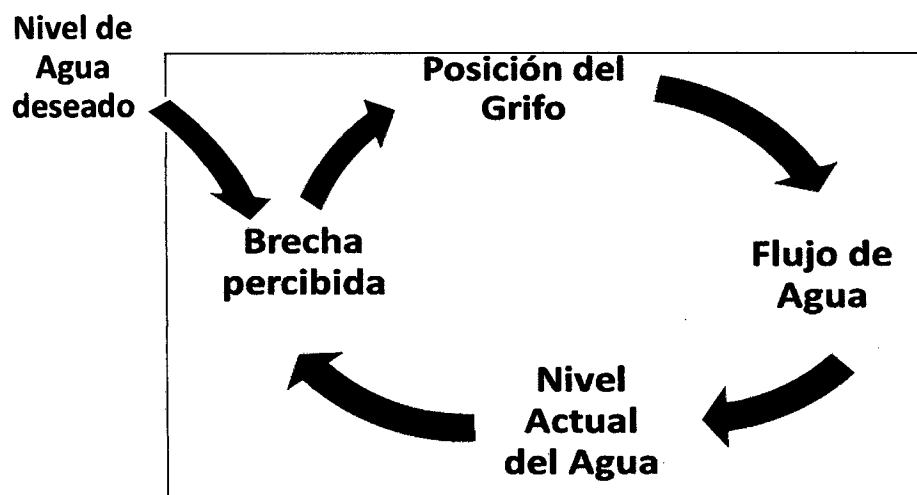 Nivel de
Agua
deseado
Posición del
Grifo
Brecha
percibida
Flujo de
Agua
Nivel
Actual
del Agua